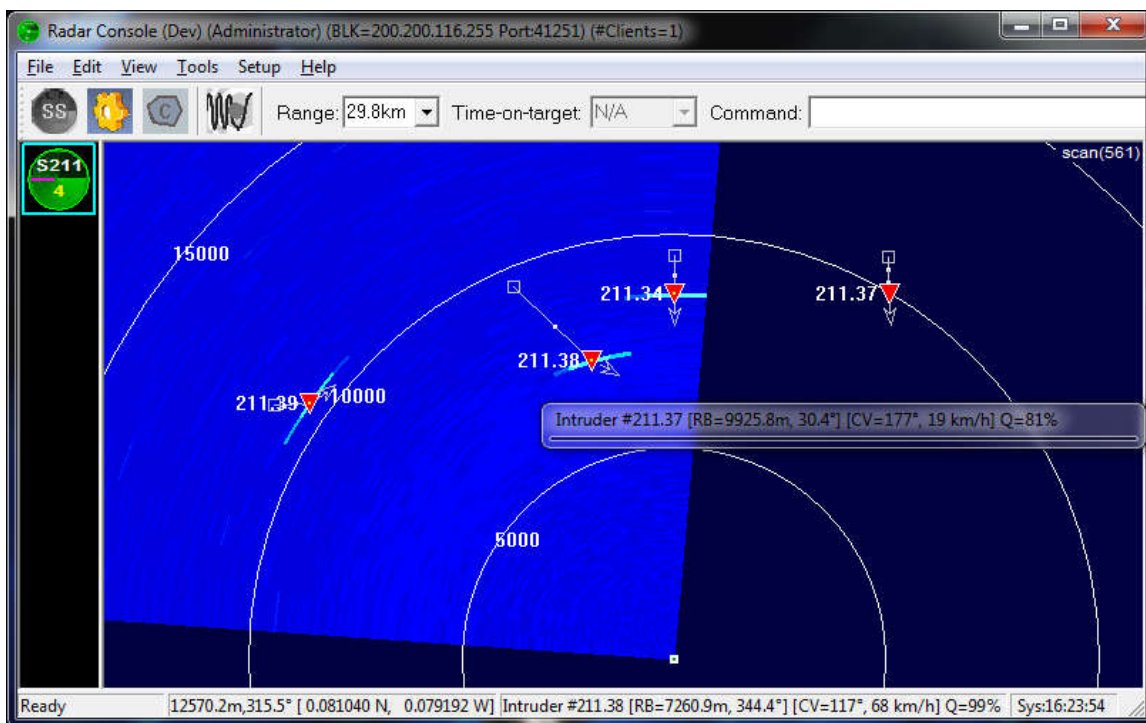 Radar Console (Dev) (Administrator) (BLK=200.200.116.255 Port:41251) (#Clients=1)
File Edit View Tools Setup Help
SS C Range: 29.8km Time-on-target: N/A Command:
S211
4
scan(561)
15000
211.34
211.37
211.38
211.39
10000
Intruder #211.37 [RB=9925.8m, 30.4°] [CV=177°, 19 km/h] Q=81%
5000
Ready 12570.2m,315.5° [ 0.081040 N, 0.079192 W] Intruder #211.38 [RB=7260.9m, 344.4°] [CV=117°, 68 km/h] Q=99% Sys:16:23:54